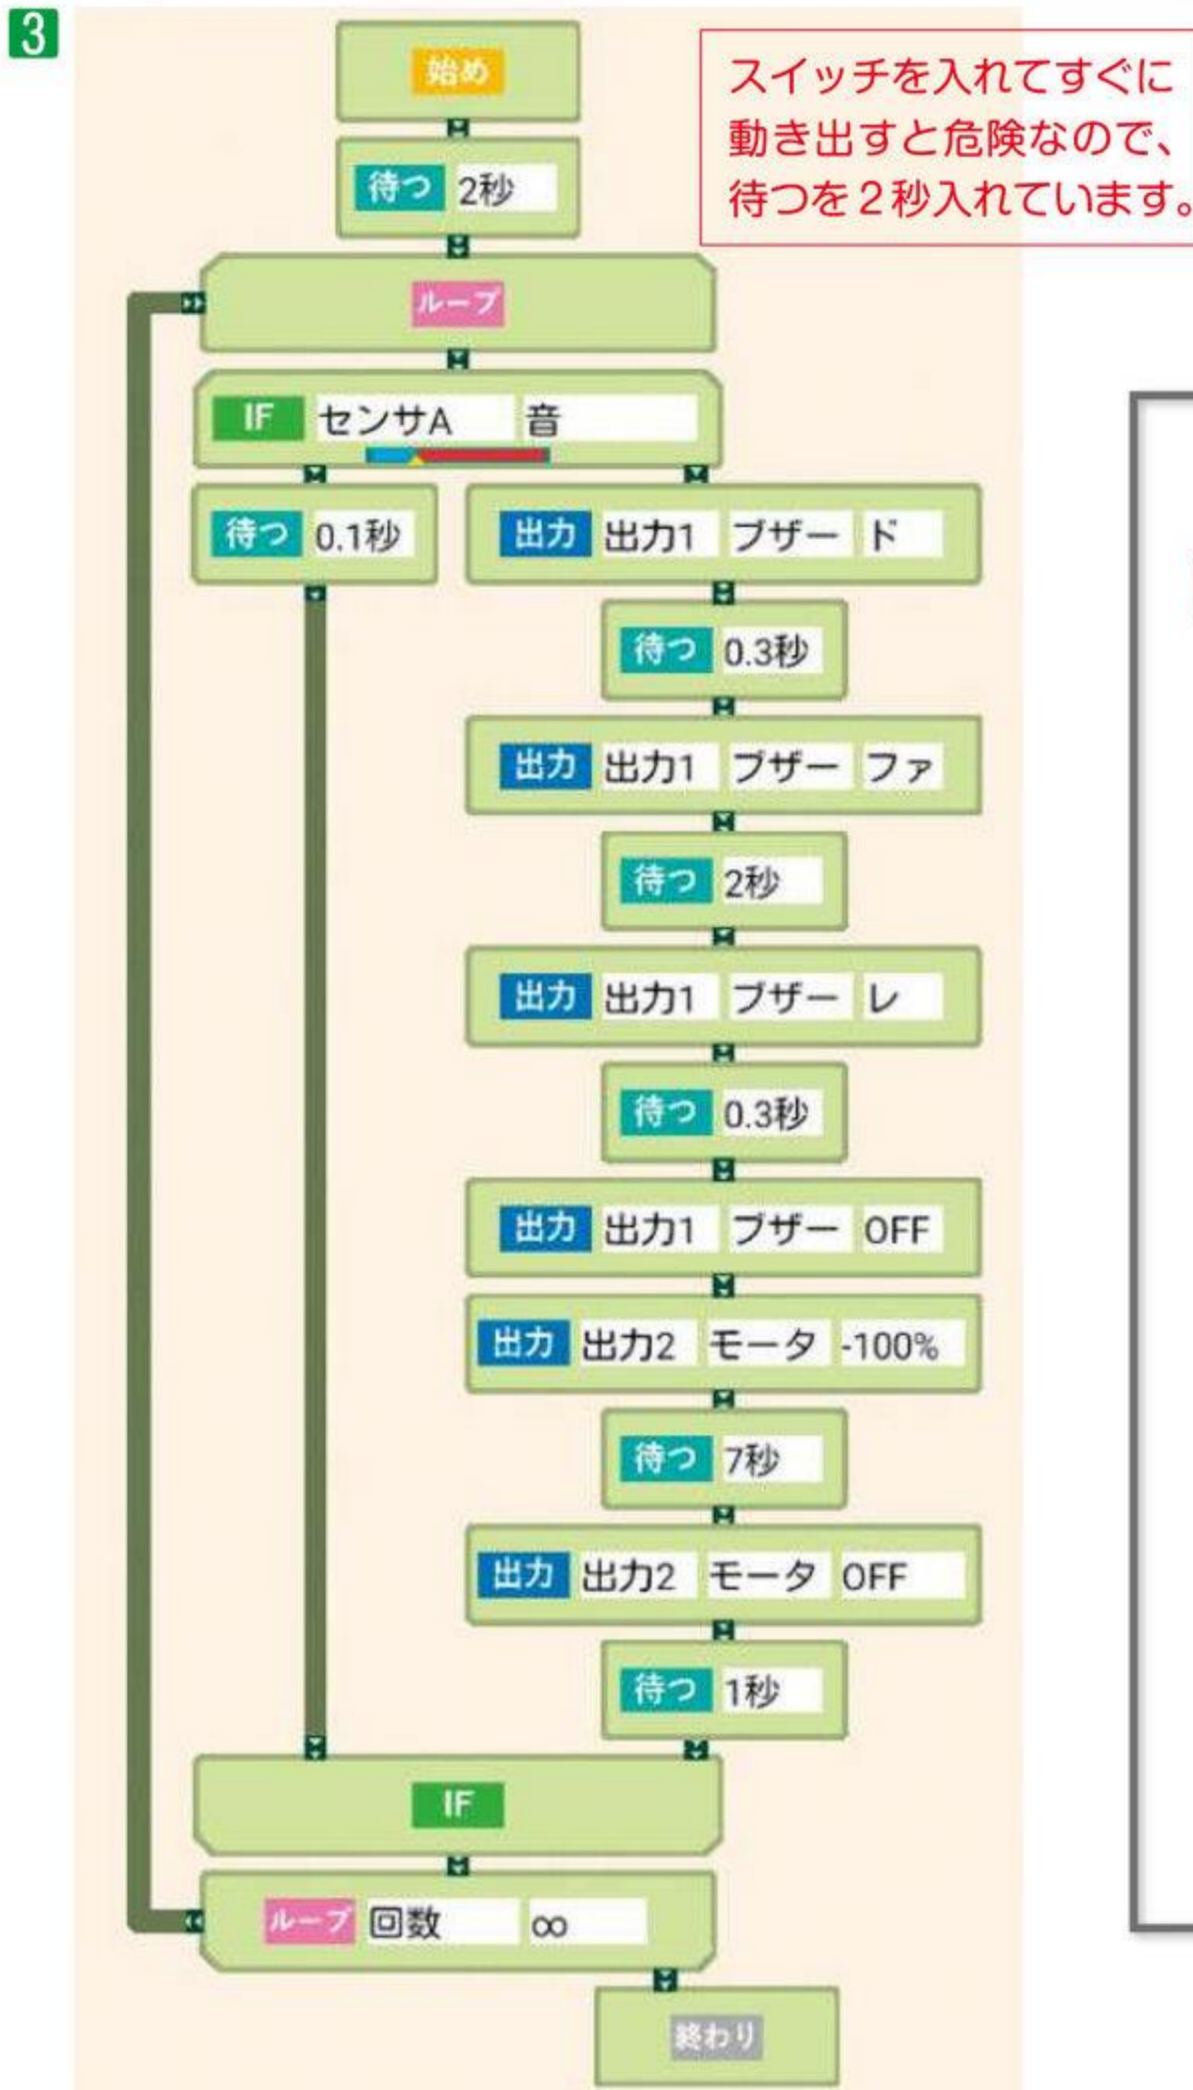 3
始め
スイッチを入れてすぐに
動き出すと危険なので、
待つを2秒入れています。
待つ 2秒
ループ
IF センサA 音
待つ 0.1秒
出力 出力1 ブザー ド
待つ 0.3秒
出力 出力1 ブザー ファ
待つ 2秒
出力 出力1 ブザー レ
待つ 0.3秒
出力 出力1 ブザー OFF
出力 出力2 モータ -100%
待つ 7秒
出力 出力2 モータ OFF
待つ 1秒
IF
ループ 回数 ∞
終わり